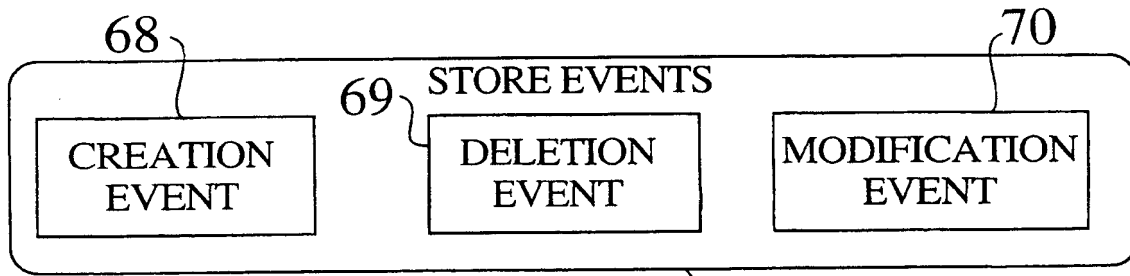 68
70
STORE EVENTS
69
CREATION
EVENT
DELETION
EVENT
MODIFICATION
EVENT